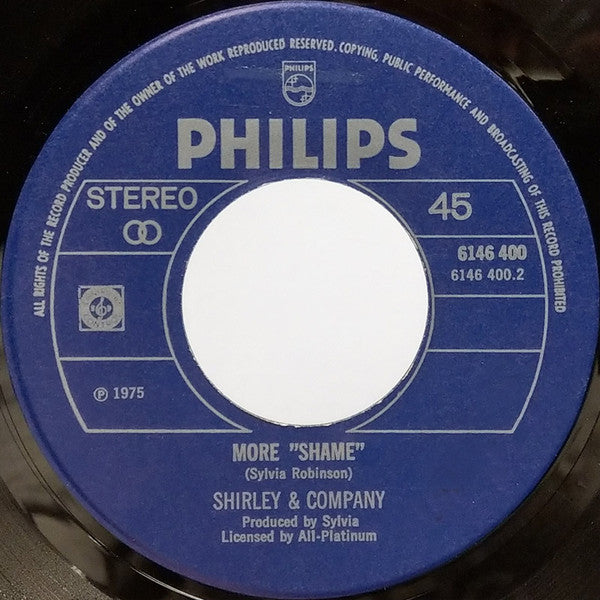 ALL RIGHTS OF THE RECORD PRODUCER AND OF THE OWNER OF THE WORK REPRODUCED RESERVED. COPYING, PUBLIC PERFORMANCE AND BROADCASTING OF THIS RECORD PROHIBITED
PHILIPS
PHILIPS
STEREO
45
6146 400
6146 400.2
℗ 1975
MORE "SHAME"
(Sylvia Robinson)
SHIRLEY & COMPANY
Produced by Sylvia
Licensed by All-Platinum